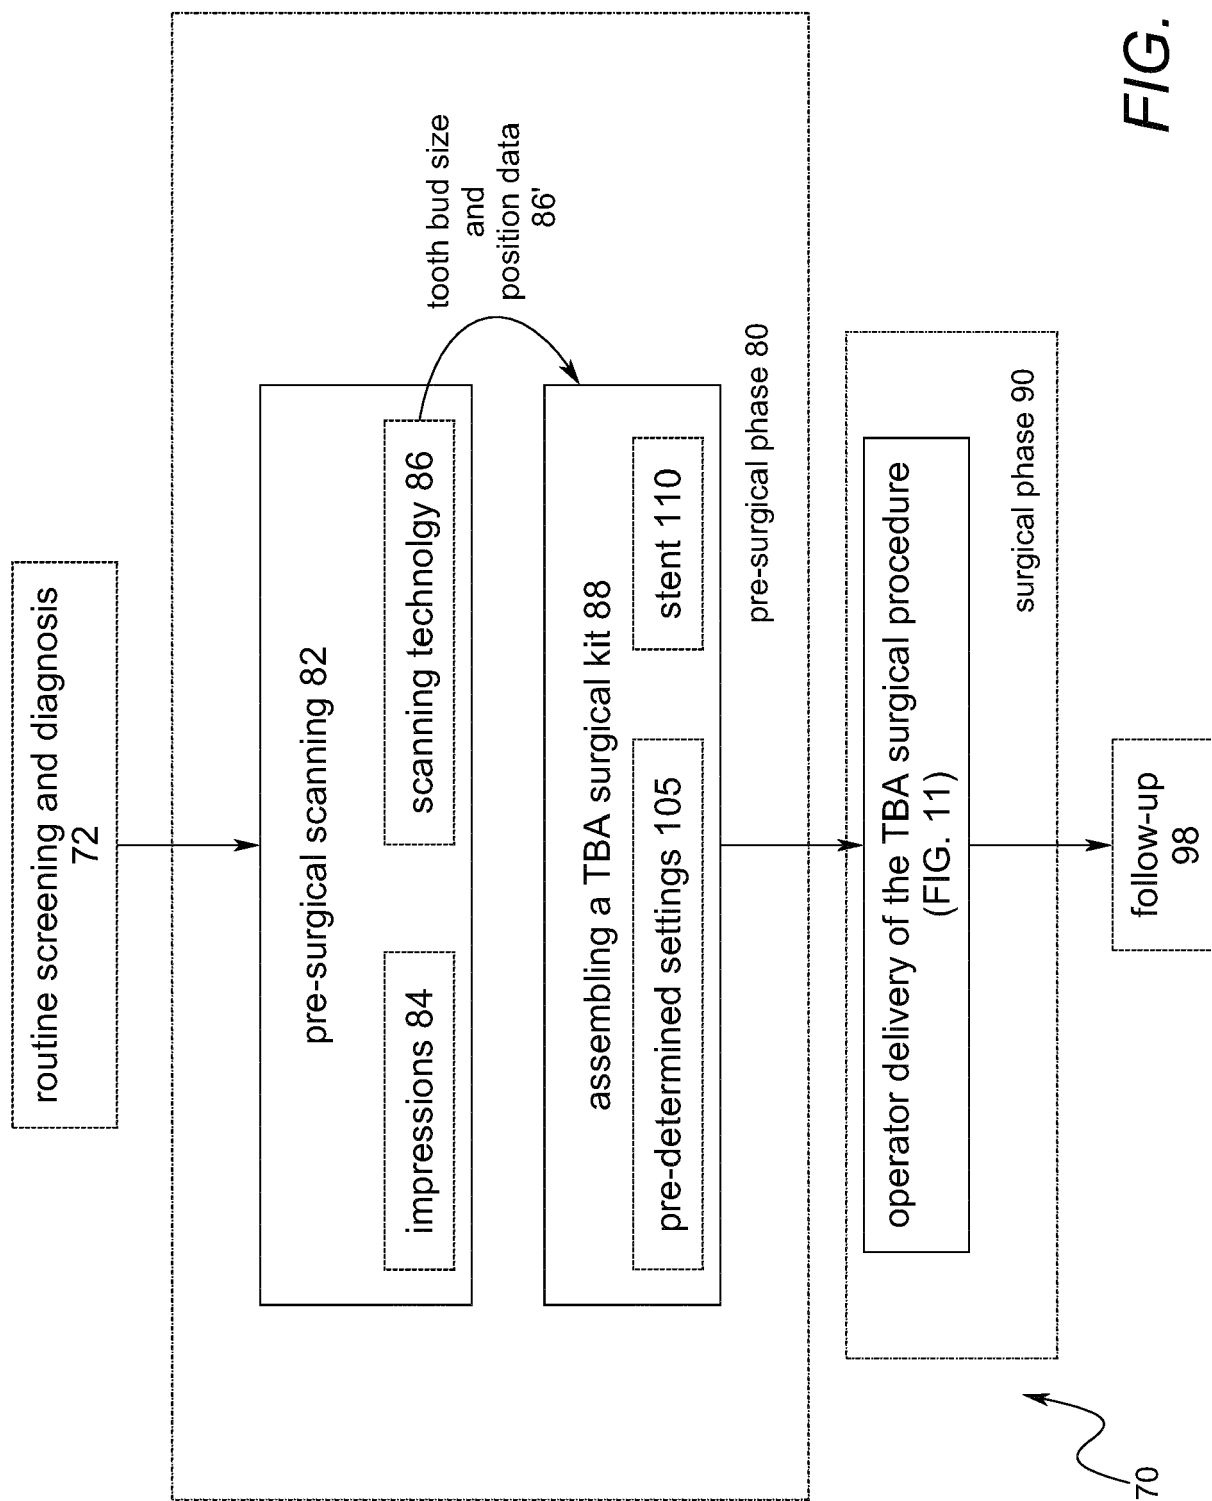 routine screening and diagnosis
72
pre-surgical scanning 82
impressions 84
scanning technolgy 86
tooth bud size
and
position data
86'
assembling a TBA surgical kit 88
pre-determined settings 105
stent 110
pre-surgical phase 80
operator delivery of the TBA surgical procedure
(FIG. 11)
surgical phase 90
follow-up
98
70
FIG.